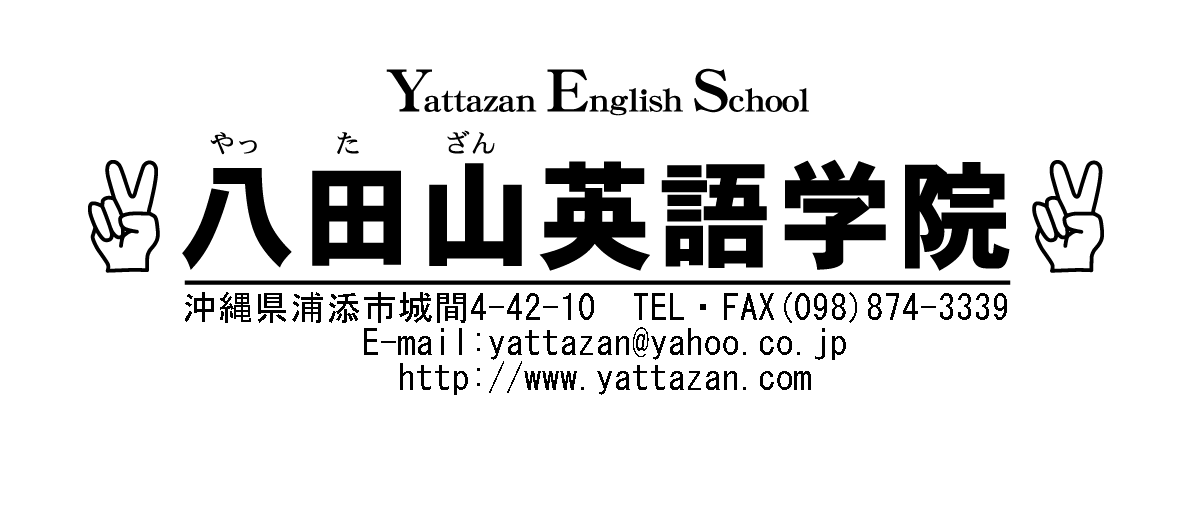 Yattazan English School
やっ た ざん
八田山英語学院
沖縄県浦添市城間4-42-10 TEL・FAX(098)874-3339
E-mail:yattazan@yahoo.co.jp
http://www.yattazan.com